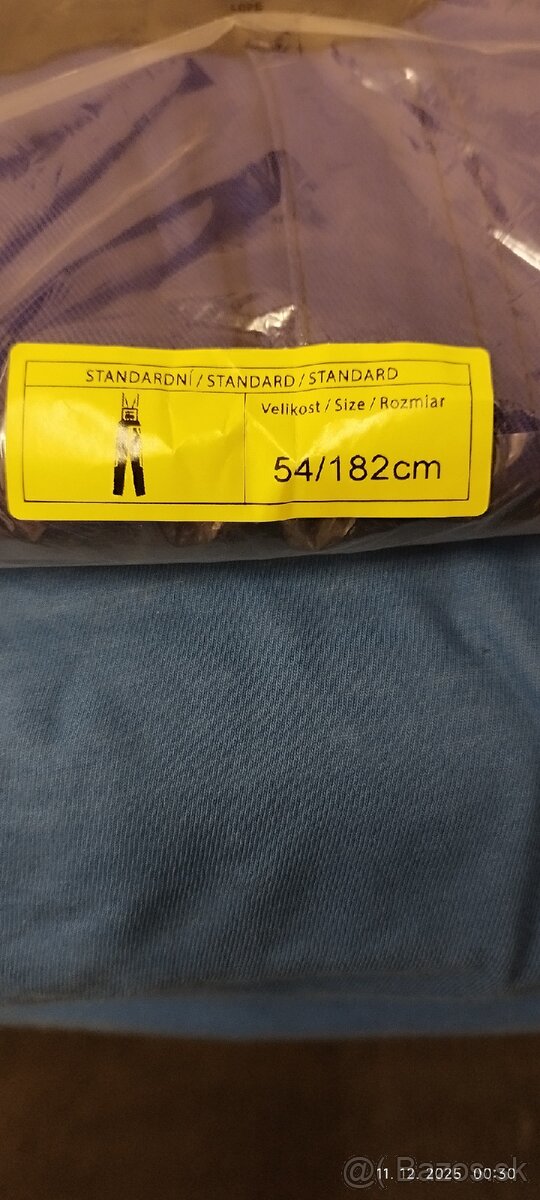 STANDARDNÍ / STANDARD / STANDARD
Velikost / Size / Rozmiar
54/182cm
11. 12. 2025 00:30
@( Bazos.sk